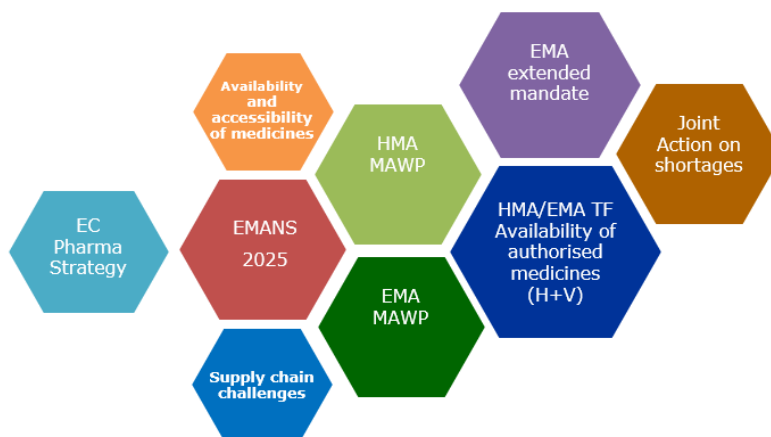 EC
Pharma
Strategy
Availability
and
accessibility
of medicines
EMANS
2025
Supply chain
challenges
HMA
MAWP
EMA
MAWP
EMA
extended
mandate
HMA/EMA TF
Availability of
authorised
medicines
(H+V)
Joint
Action on
shortages